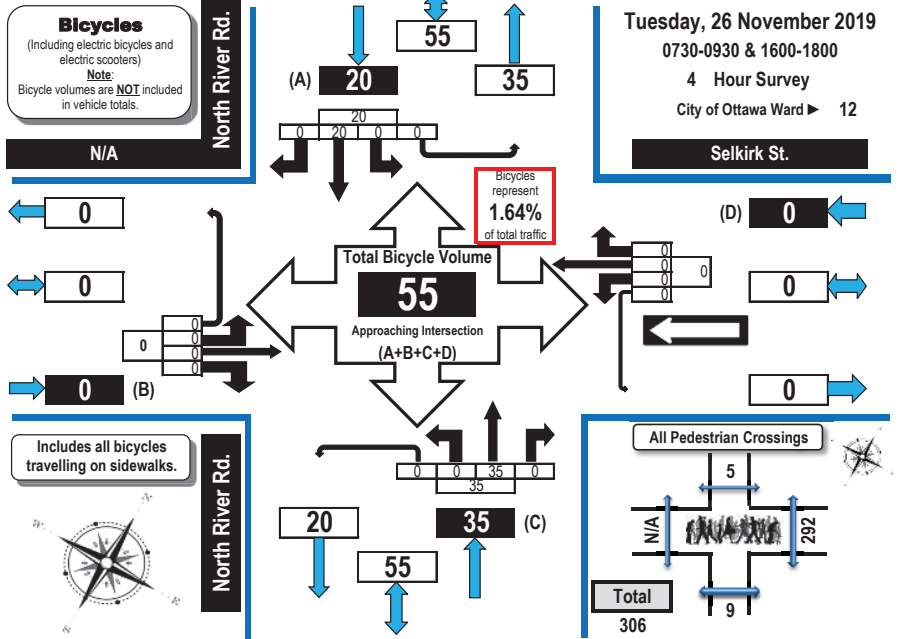 Bicycles
(Including electric bicycles and
electric scooters)
Note:
Bicycle volumes are NOT included
in vehicle totals.
North River Rd.
N/A
55
(A) 20
35
20
0 20 0 0
Tuesday, 26 November 2019
0730-0930 & 1600-1800
4 Hour Survey
City of Ottawa Ward ► 12
Selkirk St.
Bicycles
represent
1.64%
of total traffic
0
0
0
0
0
0
0
0 (B)
Total Bicycle Volume
55
Approaching Intersection
(A+B+C+D)
(D) 0
0
0
0
0
0
0
0
Includes all bicycles
travelling on sidewalks.
North River Rd.
0 0 35 0
35
20
35 (C)
55
All Pedestrian Crossings
5
N/A
292
9
Total
306